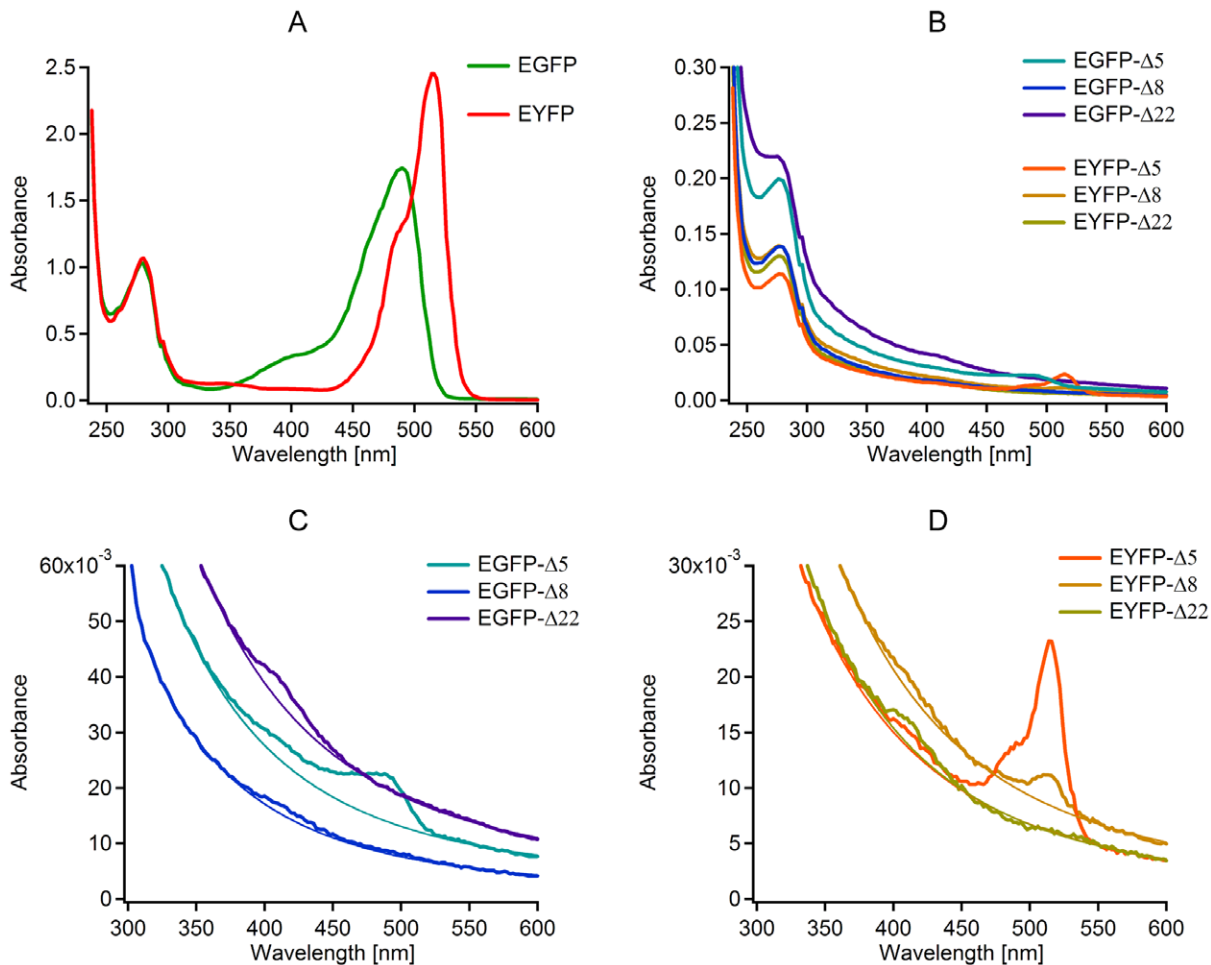 A
EGFP
EYFP
2.5
2.0
1.5
1.0
0.5
0.0
Absorbance
250 300 350 400 450 500 550 600
Wavelength [nm]
B
EGFP-Δ5
EGFP-Δ8
EGFP-Δ22
EYFP-Δ5
EYFP-Δ8
EYFP-Δ22
0.30
0.25
0.20
0.15
0.10
0.05
0.00
Absorbance
250 300 350 400 450 500 550 600
Wavelength [nm]
C
EGFP-Δ5
EGFP-Δ8
EGFP-Δ22
60x10⁻³
50
40
30
20
10
0
Absorbance
300 350 400 450 500 550 600
Wavelength [nm]
D
EYFP-Δ5
EYFP-Δ8
EYFP-Δ22
30x10⁻³
25
20
15
10
5
0
Absorbance
300 350 400 450 500 550 600
Wavelength [nm]